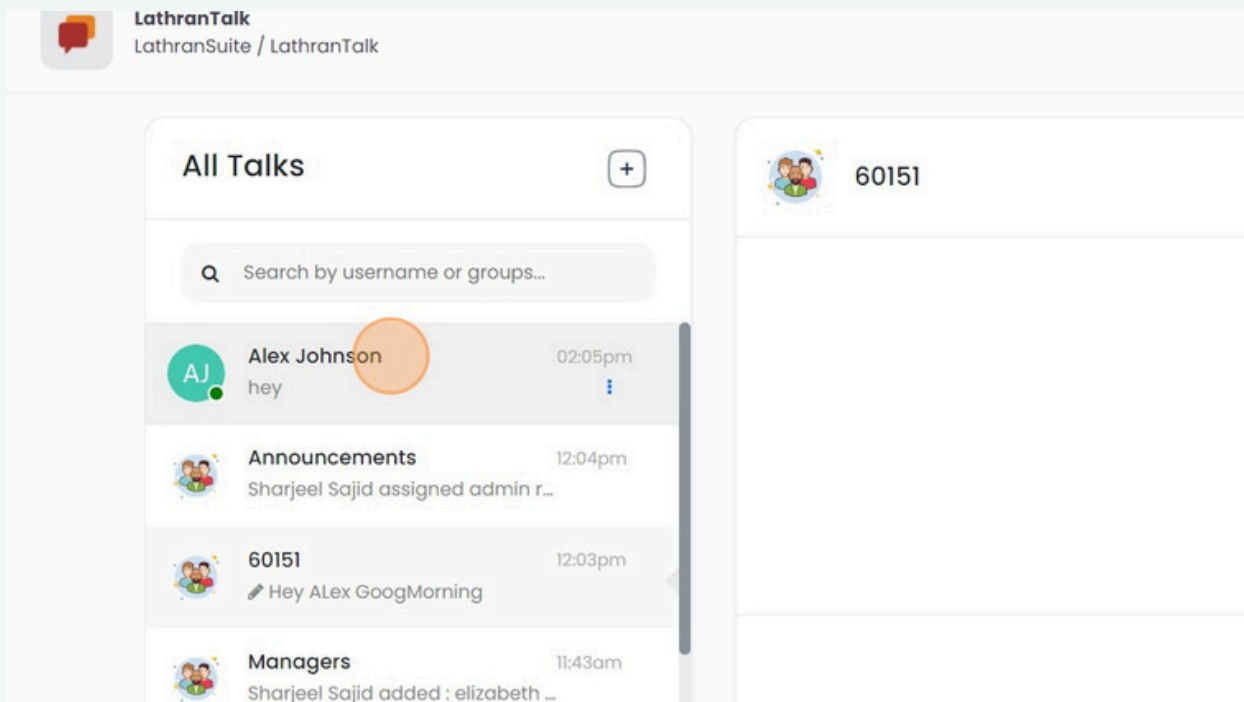 LathranTalk
LathranSuite / LathranTalk
All Talks
+
60151
Search by username or groups...
AJ
Alex Johnson
02:05pm
hey
Announcements
12:04pm
Sharjeel Sajid assigned admin r...
60151
12:03pm
Hey ALex GoogMorning
Managers
11:43am
Sharjeel Sajid added : elizabeth ...